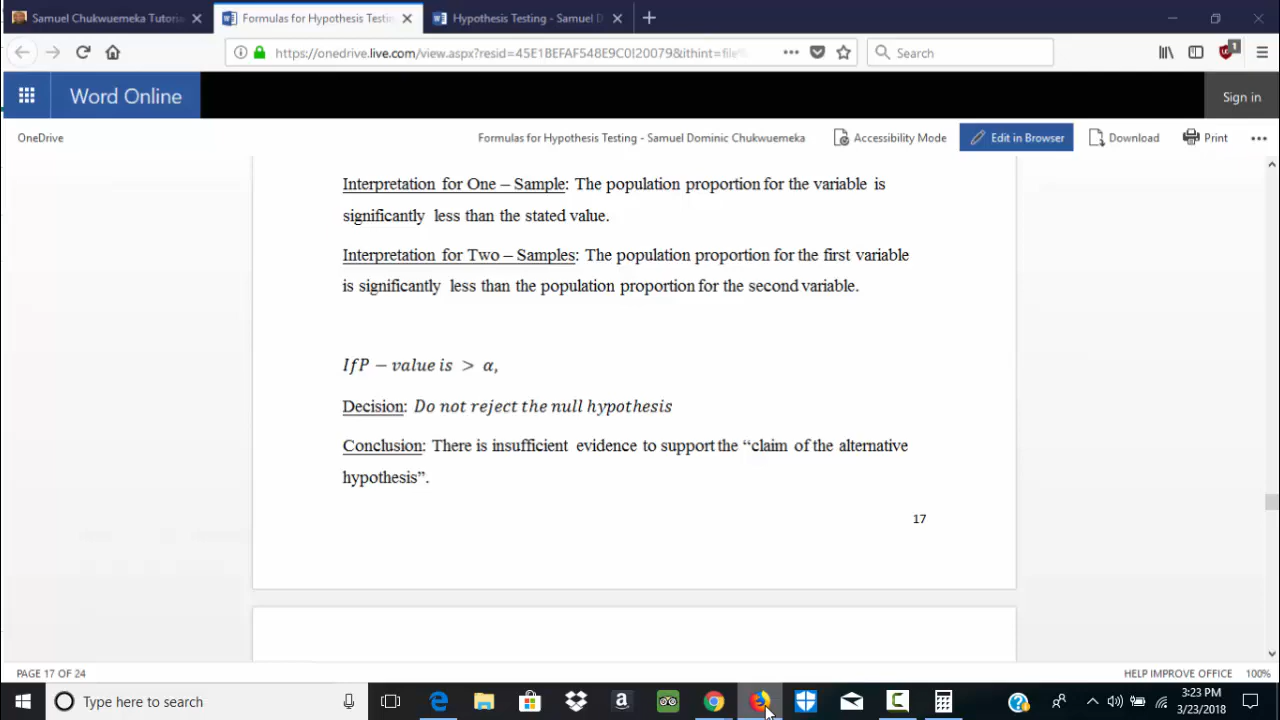 Samuel Chukwuemeka Tutori
Formulas for Hypothesis Testin
Hypothesis Testing - Samuel D
https://onedrive.live.com/view.aspx?resid=45E1BEFAF548E9C0!20079&ithint=file%
Search
1
Word Online
Sign in
OneDrive
Formulas for Hypothesis Testing - Samuel Dominic Chukwuemeka
Accessibility Mode
Edit in Browser
Download
Print
Interpretation for One – Sample: The population proportion for the variable is
significantly less than the stated value.
Interpretation for Two – Samples: The population proportion for the first variable
is significantly less than the population proportion for the second variable.
If P − value is > α,
Decision: Do not reject the null hypothesis
Conclusion: There is insufficient evidence to support the “claim of the alternative
hypothesis”.
17
PAGE 17 OF 24
HELP IMPROVE OFFICE
100%
Type here to search
3:23 PM
3/23/2018